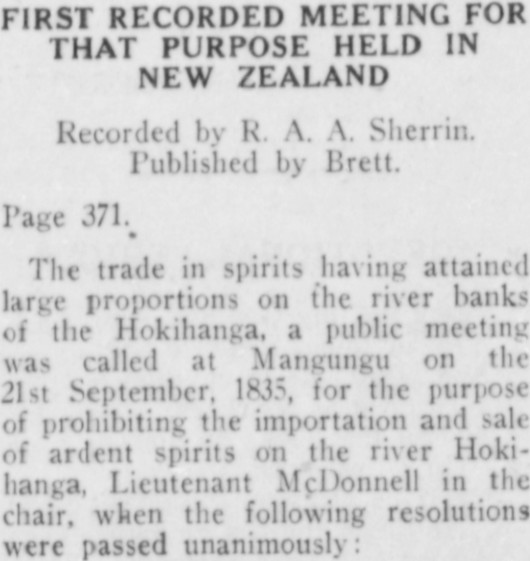 FIRST RECORDED MEETING FOR
THAT PURPOSE HELD IN
NEW ZEALAND
Recorded by R. A. A. Sherrin.
Published by Brett.
Page 371.
The trade in spirits having attained
large proportions on the river banks
of the Hokihanga, a public meeting
was called at Mangungu on the
21st September, 1835, for the purpose
of prohibiting the importation and sale
of ardent spirits on the river Hoki-
hanga, Lieutenant McDonnell in the
chair, when the following resolutions
were passed unanimously: